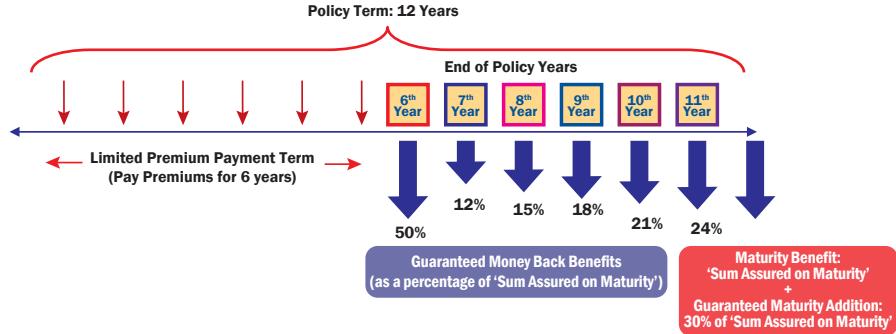 Policy Term: 12 Years
End of Policy Years
6th Year
7th Year
8th Year
9th Year
10th Year
11th Year
Limited Premium Payment Term
(Pay Premiums for 6 years)
50%
12%
15%
18%
21%
24%
Guaranteed Money Back Benefits
(as a percentage of ‘Sum Assured on Maturity’)
Maturity Benefit:
‘Sum Assured on Maturity’
+
Guaranteed Maturity Addition:
30% of ‘Sum Assured on Maturity’